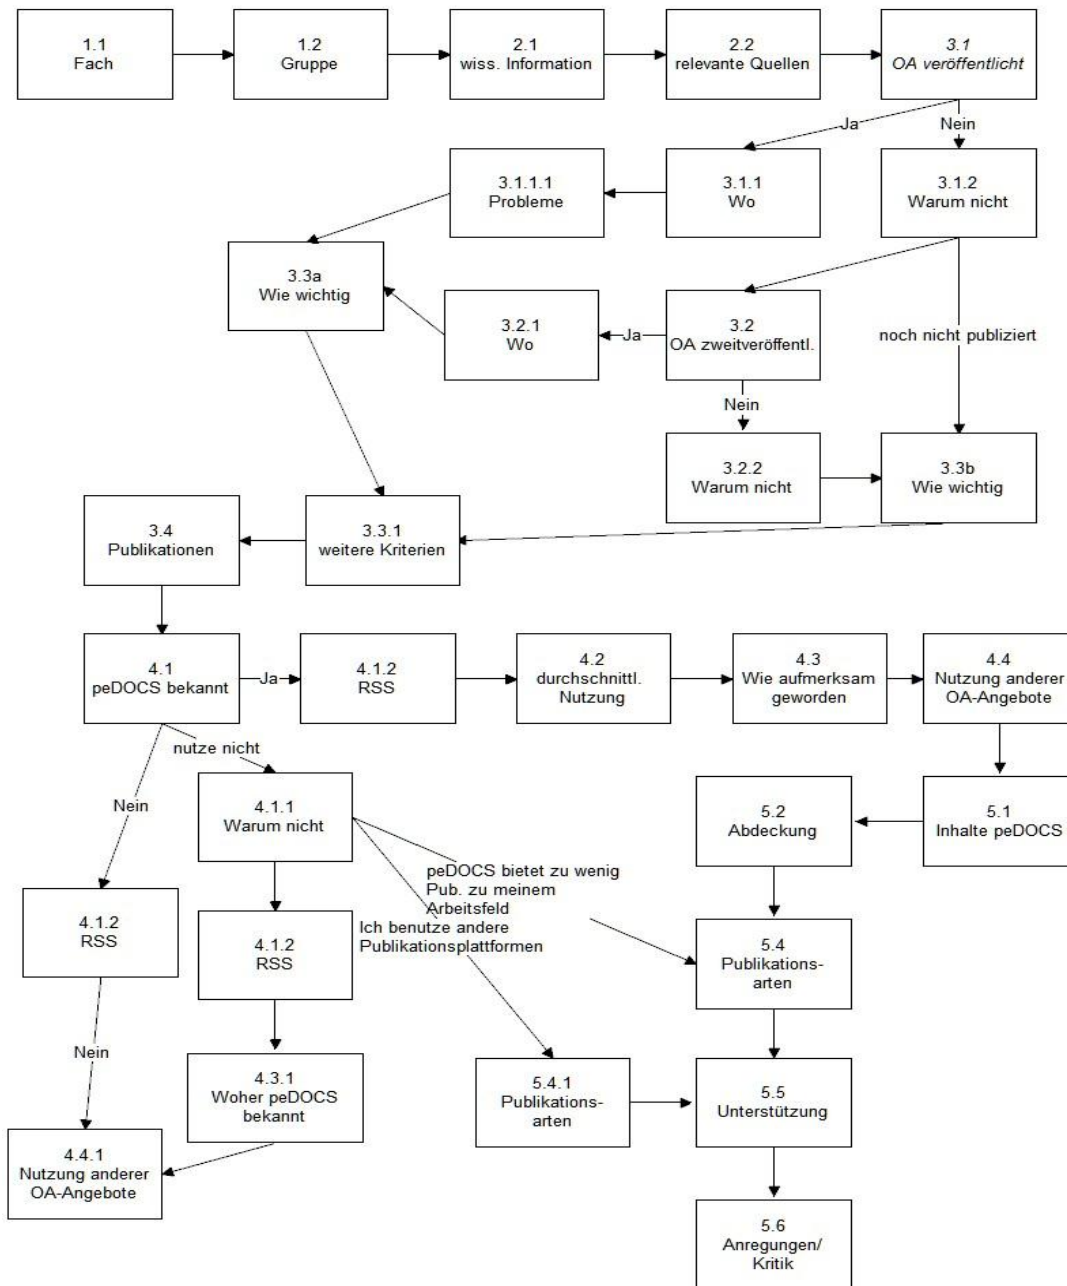 1.1
Fach
1.2
Gruppe
2.1
wiss. Information
2.2
relevante Quellen
3.1
OA veröffentlicht
Ja
Nein
3.1.1.1
Probleme
3.1.1
Wo
3.1.2
Warum nicht
3.3a
Wie wichtig
3.2.1
Wo
Ja
3.2
OA zweitveröffentl.
noch nicht publiziert
Nein
3.2.2
Warum nicht
3.3b
Wie wichtig
3.4
Publikationen
3.3.1
weitere Kriterien
4.1
peDOCS bekannt
Ja
4.1.2
RSS
4.2
durchschnittl.
Nutzung
4.3
Wie aufmerksam
geworden
4.4
Nutzung anderer
OA-Angebote
nutze nicht
Nein
4.1.1
Warum nicht
5.2
Abdeckung
5.1
Inhalte peDOCS
peDOCS bietet zu wenig
Pub. zu meinem
Arbeitsfeld
Ich benutze andere
Publikationsplattformen
4.1.2
RSS
4.1.2
RSS
5.4
Publikations-
arten
Nein
4.3.1
Woher peDOCS
bekannt
5.4.1
Publikations-
arten
5.5
Unterstützung
4.4.1
Nutzung anderer
OA-Angebote
5.6
Anregungen/
Kritik